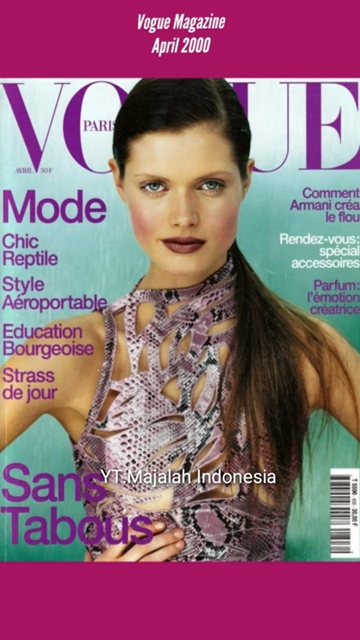 Vogue Magazine
April 2000
VOGUE
PARIS
AVRIL 30 F
Mode
Chic
Reptile
Style
Aéroportable
Education
Bourgeoise
Strass
de jour
Sans
Tabous
Comment
Armani créa
le flou
Rendez-vous:
spécial
accessoires
Parfum:
l'émotion
créatrice
YT:Majalah Indonesia